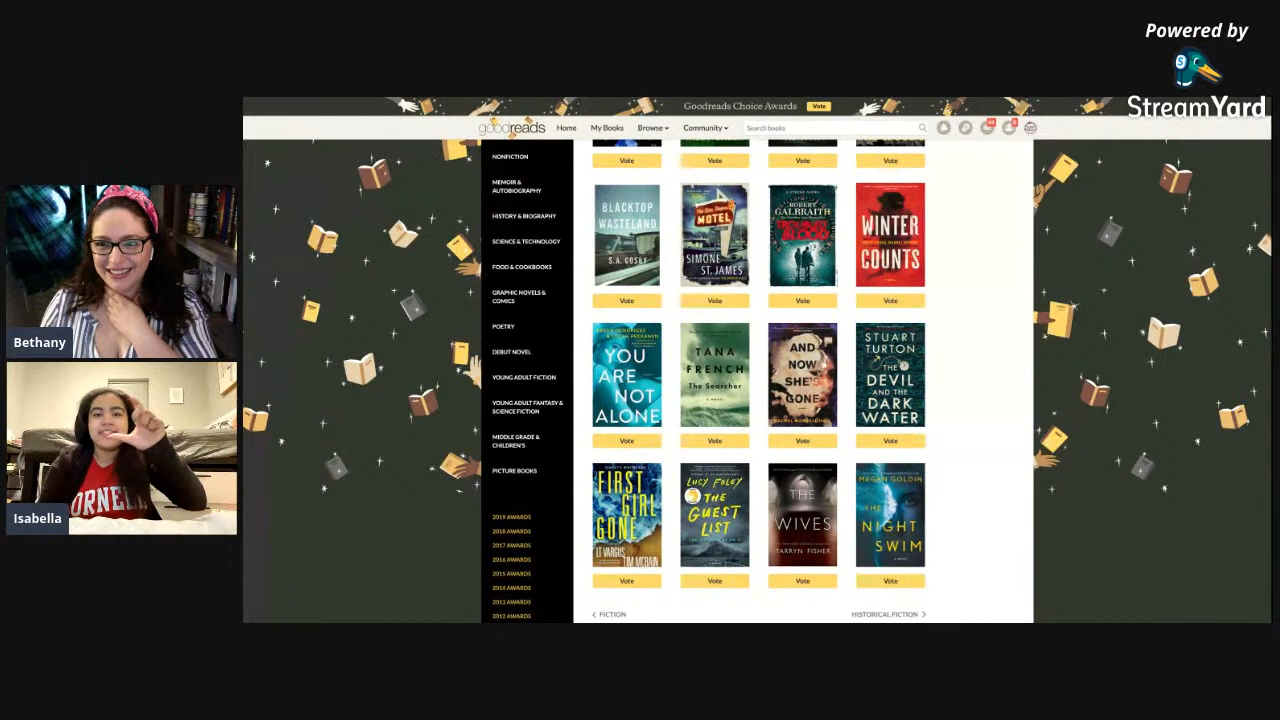 Powered by
StreamYard
Goodreads Choice Awards
Vote
goodreads
Home
My Books
Browse
Community
Search books
NONFICTION
MEMOIR &
AUTOBIOGRAPHY
HISTORY & BIOGRAPHY
SCIENCE & TECHNOLOGY
FOOD & COOKBOOKS
GRAPHIC NOVELS &
COMICS
POETRY
DEBUT NOVEL
YOUNG ADULT FICTION
YOUNG ADULT FANTASY &
SCIENCE FICTION
MIDDLE GRADE &
CHILDREN'S
PICTURE BOOKS
2019 AWARDS
2018 AWARDS
2017 AWARDS
2016 AWARDS
2015 AWARDS
2014 AWARDS
2013 AWARDS
2012 AWARDS
Vote
Vote
Vote
Vote
BLACKTOP
WASTELAND
S.A. COSBY
MOTEL
SIMONE
ST. JAMES
ROBERT
GALBRAITH
WINTER
COUNTS
Vote
Vote
Vote
Vote
YOU
ARE
NOT
ALONE
TANA
FRENCH
The Searcher
AND
NOW
SHE'S
GONE
STUART
TURTON
THE
DEVIL
AND THE
DARK
WATER
Vote
Vote
Vote
Vote
FIRST
GIRL
GONE
LT VARGUS
TIM MCBAIN
LUCY FOLEY
THE
GUEST
LIST
THE
WIVES
TARRYN FISHER
MEGAN GOLDIN
THE
NIGHT
SWIM
Vote
Vote
Vote
Vote
FICTION
HISTORICAL FICTION
Bethany
Isabella
ORNELL